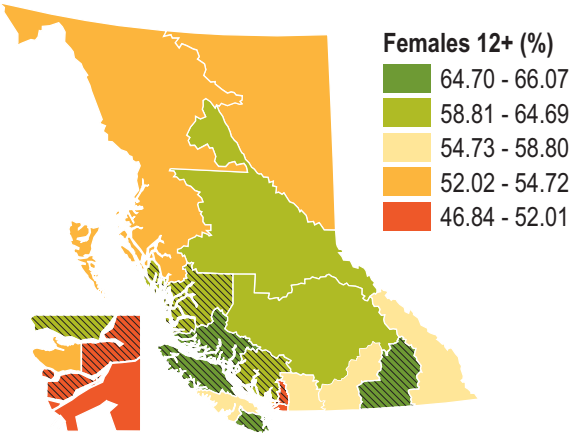 Females 12+ (%)
64.70 - 66.07
58.81 - 64.69
54.73 - 58.80
52.02 - 54.72
46.84 - 52.01